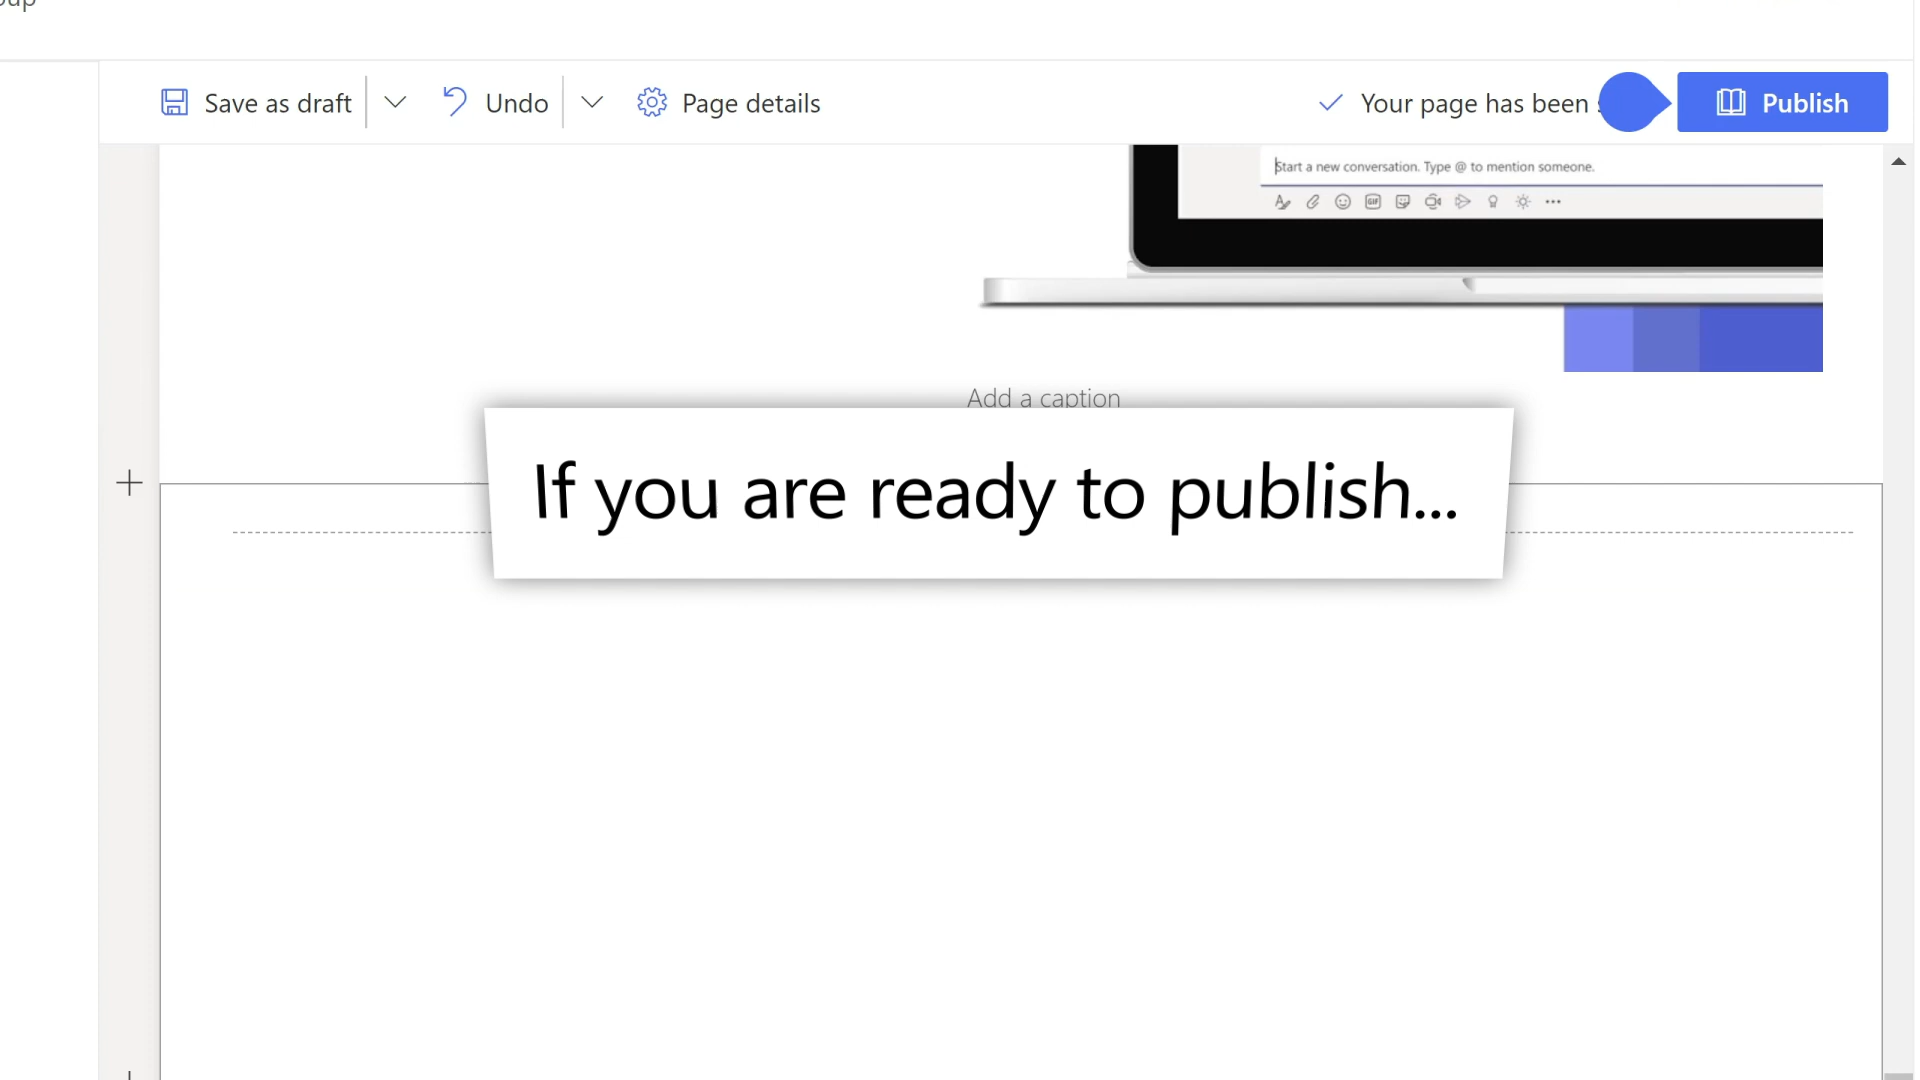 Save as draft
Undo
Page details
Your page has been
Publish
Start a new conversation. Type @ to mention someone.
GIF
Add a caption
If you are ready to publish...